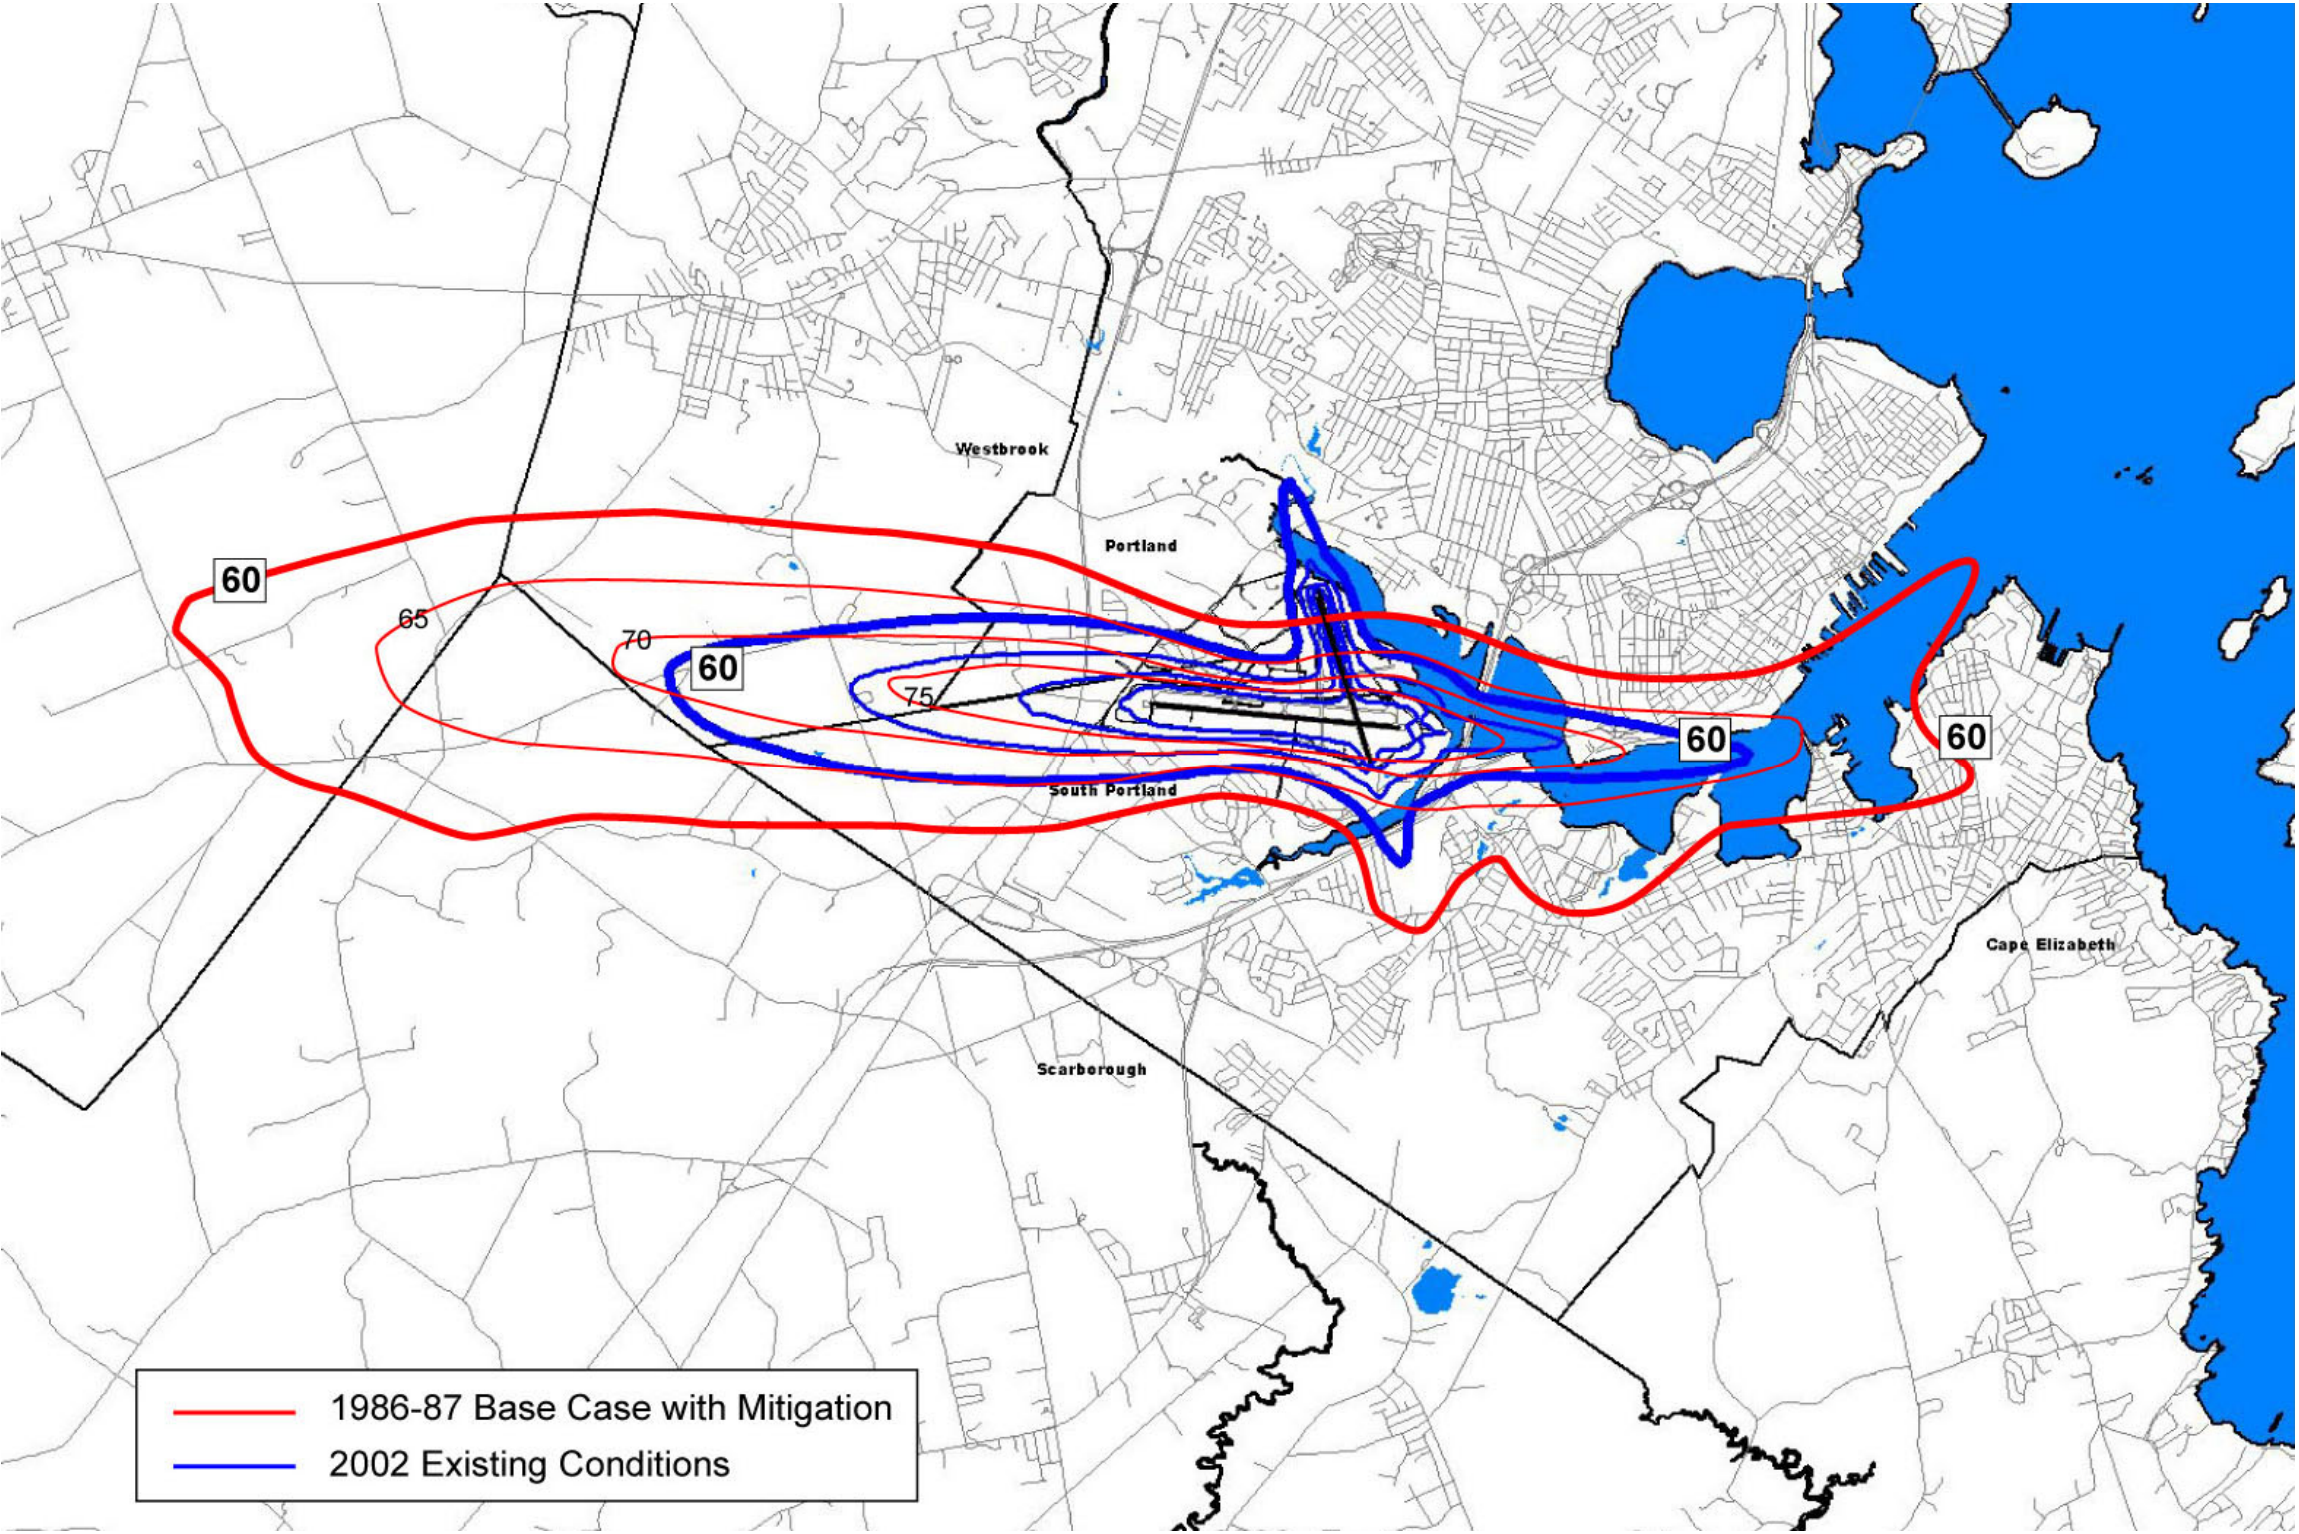 Westbrook
Portland
60
65
70
60
75
60
60
South Portland
Cape Elizabeth
Scarborough
1986-87 Base Case with Mitigation
2002 Existing Conditions